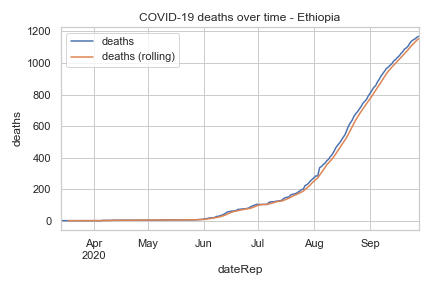 COVID-19 deaths over time - Ethiopia
deaths
deaths (rolling)
1200
1000
800
600
400
200
0
deaths
Apr
2020
May
Jun
Jul
Aug
Sep
dateRep